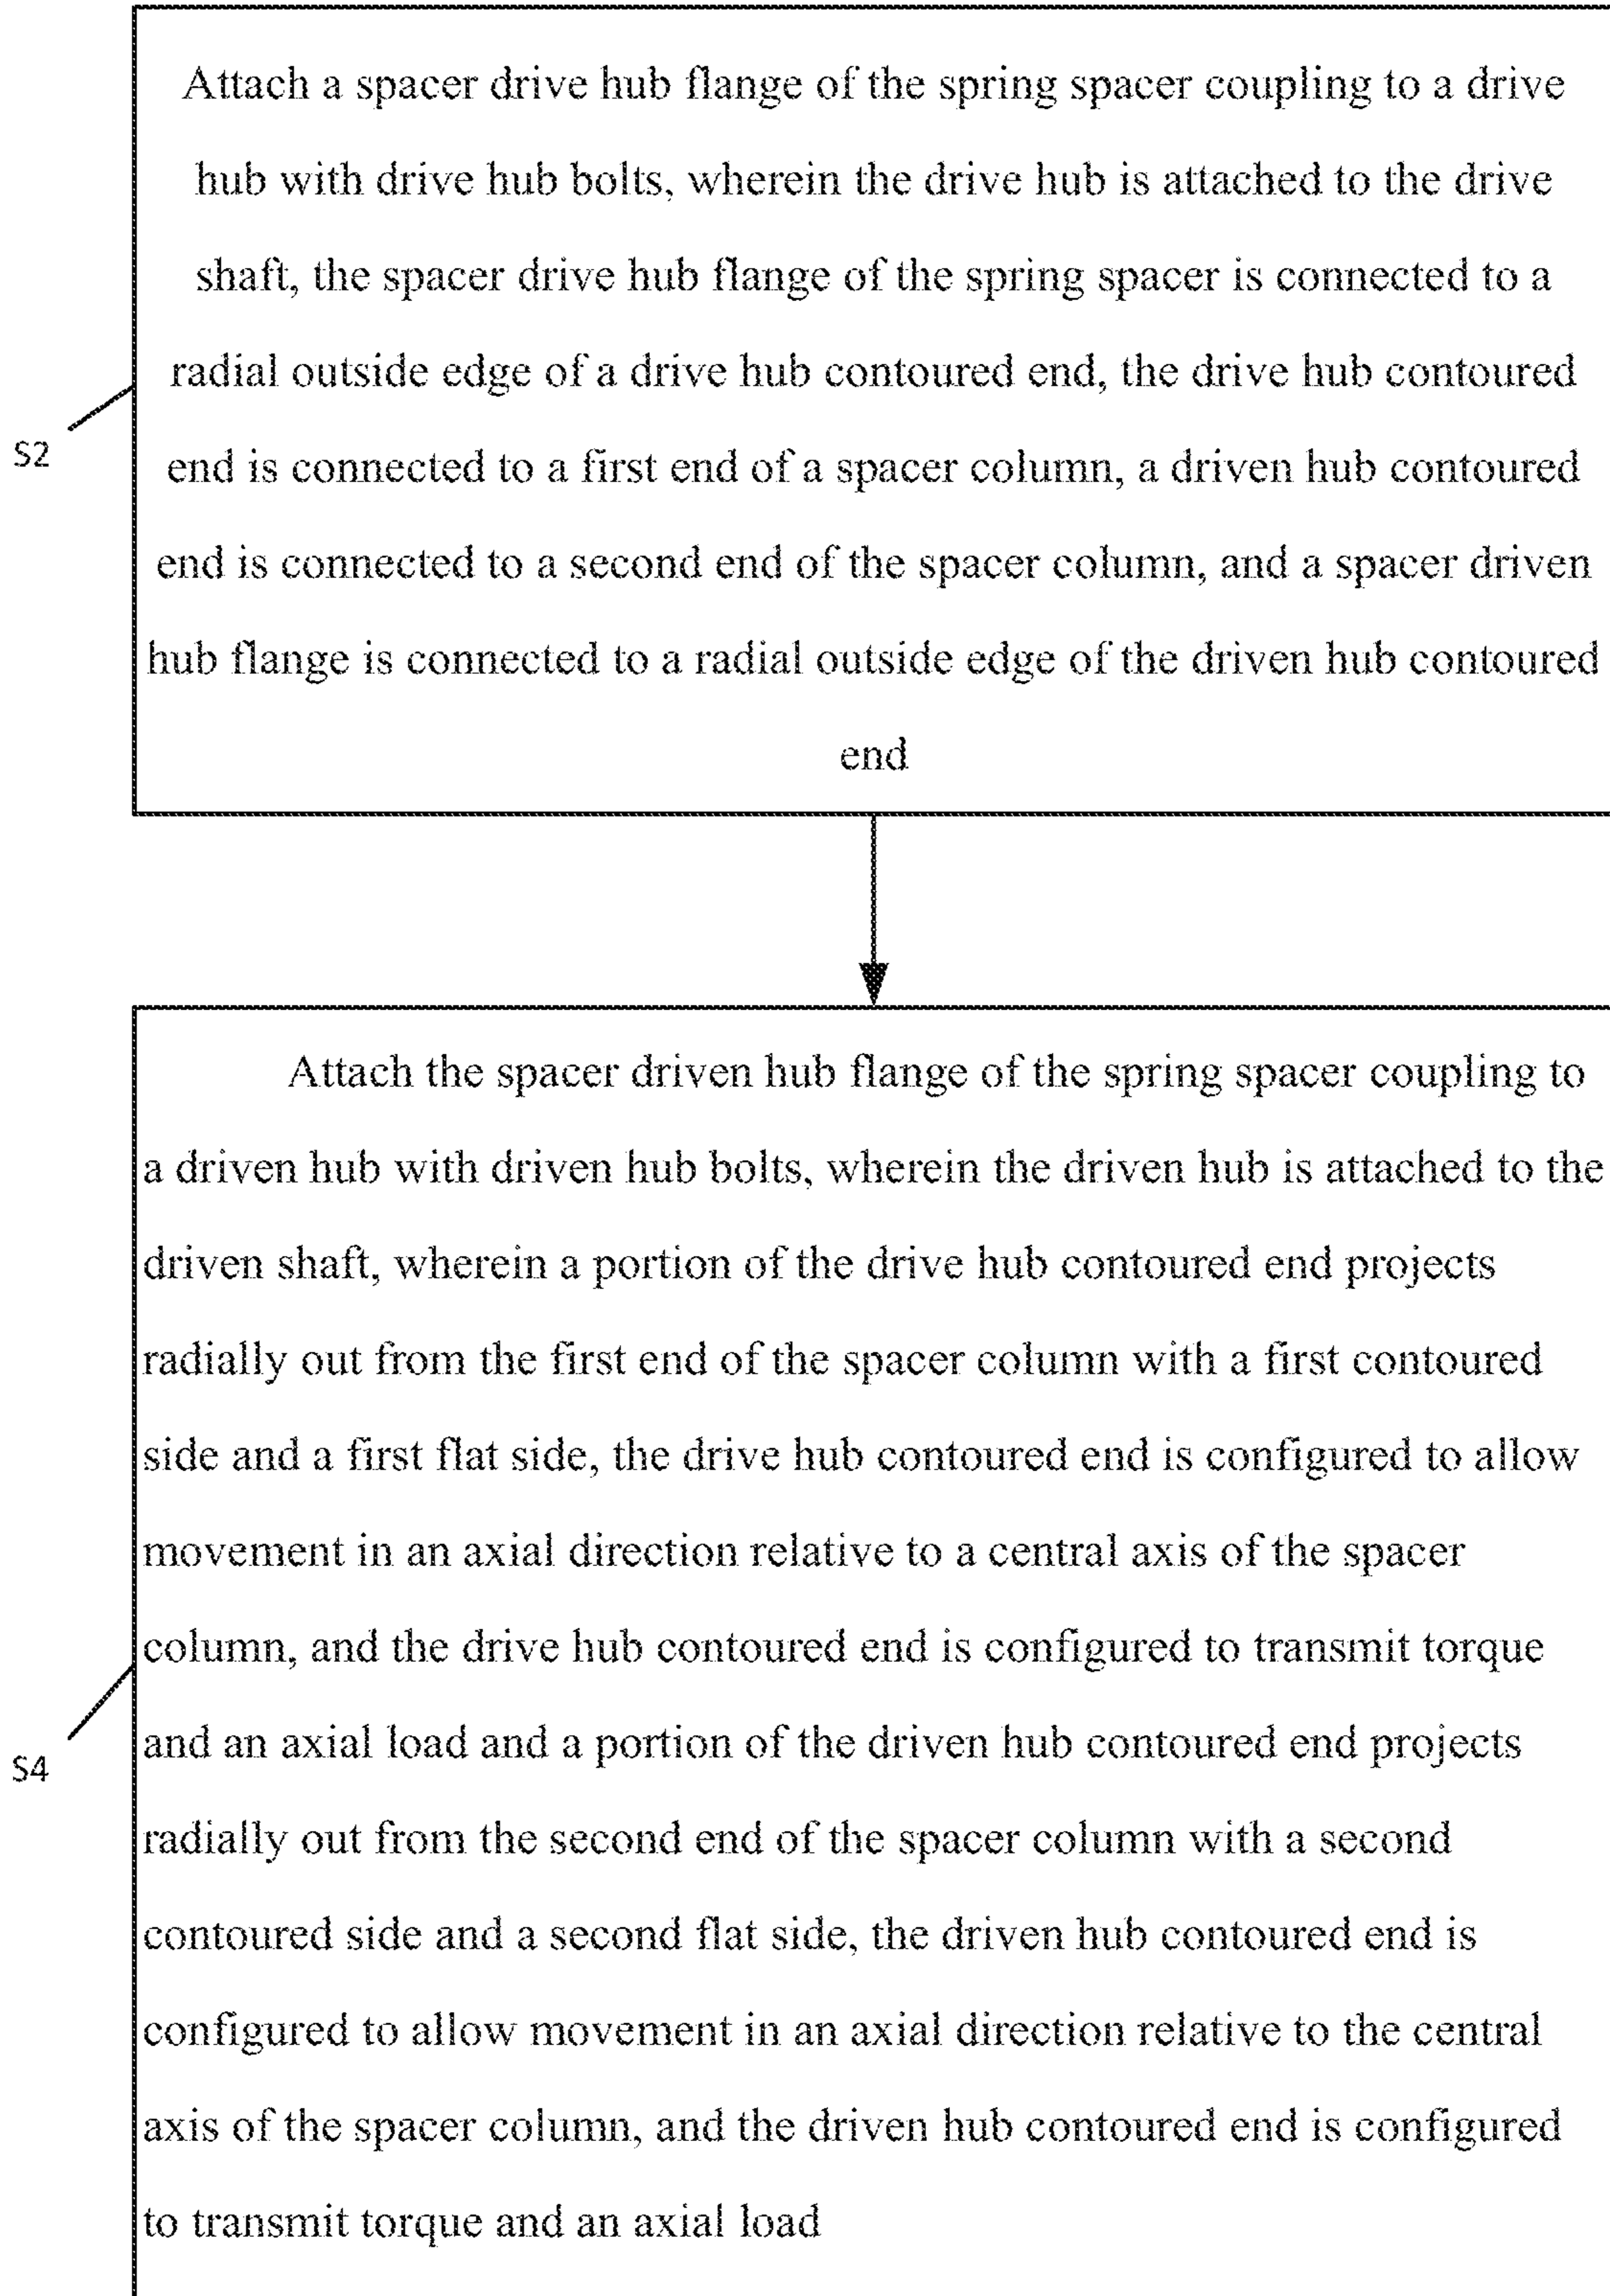 Attach a spacer drive hub flange of the spring spacer coupling to a drive
hub with drive hub bolts, wherein the drive hub is attached to the drive
shaft, the spacer drive hub flange of the spring spacer is connected to a
radial outside edge of a drive hub contoured end, the drive hub contoured
S2
end is connected to a first end of a spacer column, a driven hub contoured
end is connected to a second end of the spacer column, and a spacer driven
hub flange is connected to a radial outside edge of the driven hub contoured
end
Attach the spacer driven hub flange of the spring spacer coupling to
a driven hub with driven hub bolts, wherein the driven hub is attached to the
driven shaft, wherein a portion of the drive hub contoured end projects
radially out from the first end of the spacer column with a first contoured
side and a first flat side, the drive hub contoured end is configured to allow
movement in an axial direction relative to a central axis of the spacer
column, and the drive hub contoured end is configured to transmit torque
and an axial load and a portion of the driven hub contoured end projects
S4
radially out from the second end of the spacer column with a second
contoured side and a second flat side, the driven hub contoured end is
configured to allow movement in an axial direction relative to the central
axis of the spacer column, and the driven hub contoured end is configured
to transmit torque and an axial load